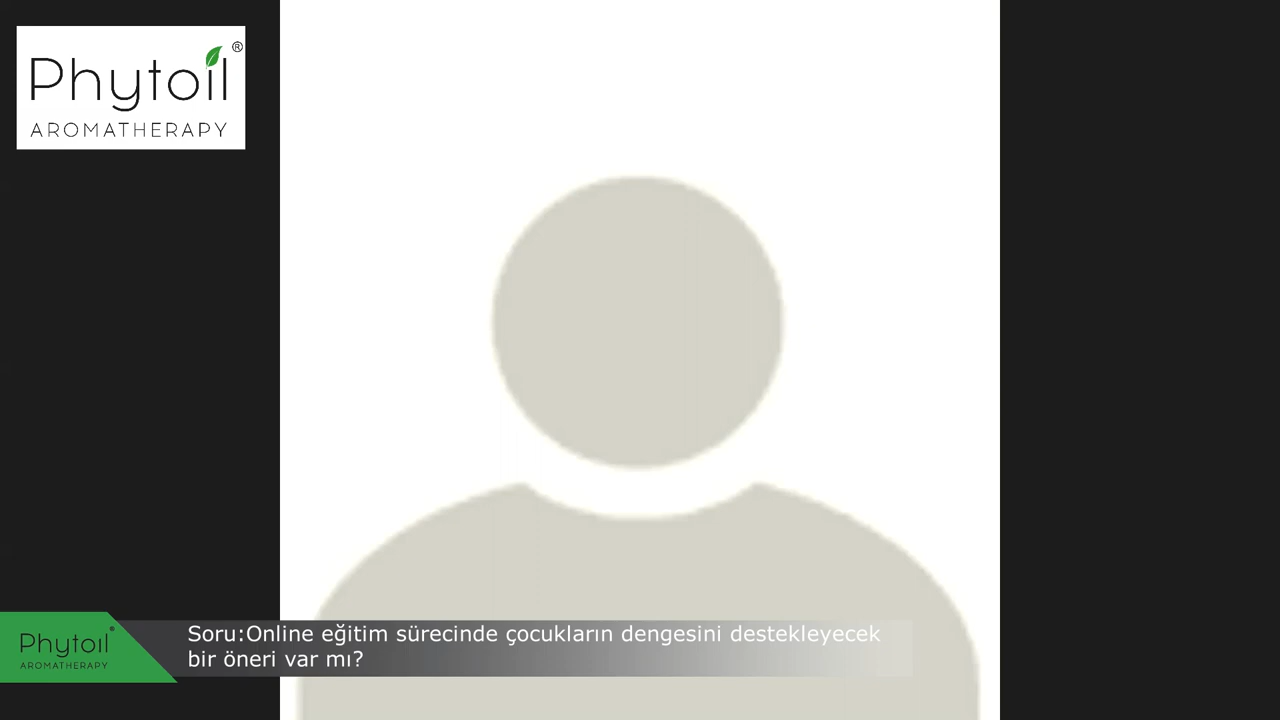 Phytoil®
AROMATHERAPY
Phytoil
AROMATHERAPY
Soru:Online eğitim sürecinde çocukların dengesini destekleyecek
bir öneri var mı?